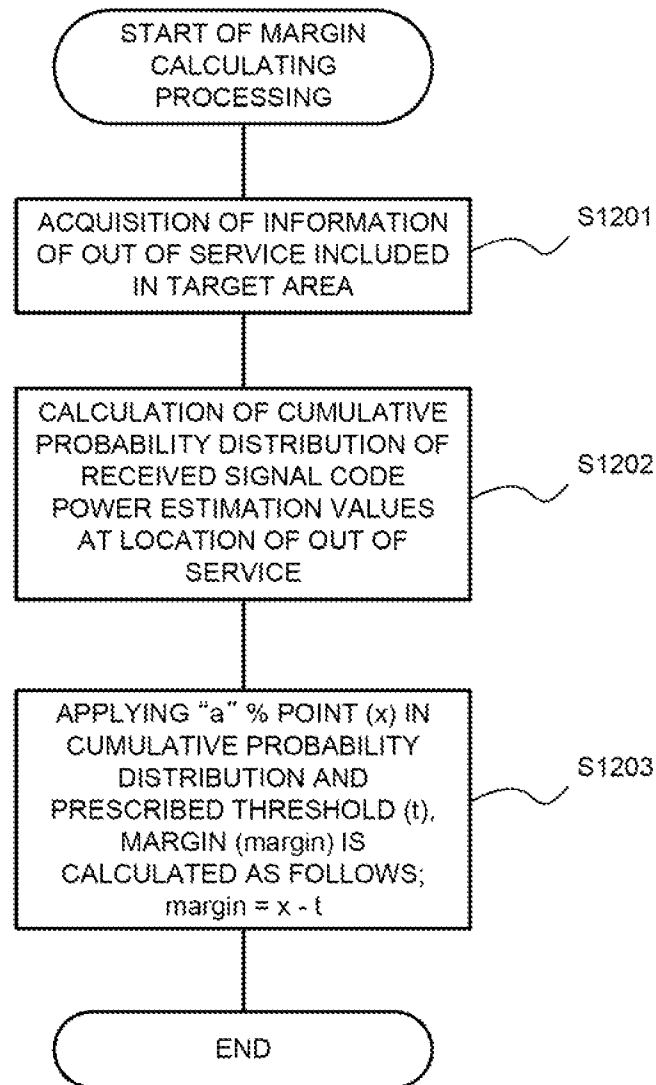 START OF MARGIN
CALCULATING
PROCESSING
ACQUISITION OF INFORMATION
OF OUT OF SERVICE INCLUDED
IN TARGET AREA
S1201
CALCULATION OF CUMULATIVE
PROBABILITY DISTRIBUTION OF
RECEIVED SIGNAL CODE
POWER ESTIMATION VALUES
AT LOCATION OF OUT OF
SERVICE
S1202
APPLYING “a” % POINT (x) IN
CUMULATIVE PROBABILITY
DISTRIBUTION AND
PRESCRIBED THRESHOLD (t),
MARGIN (margin) IS
CALCULATED AS FOLLOWS;
margin = x - t
S1203
END